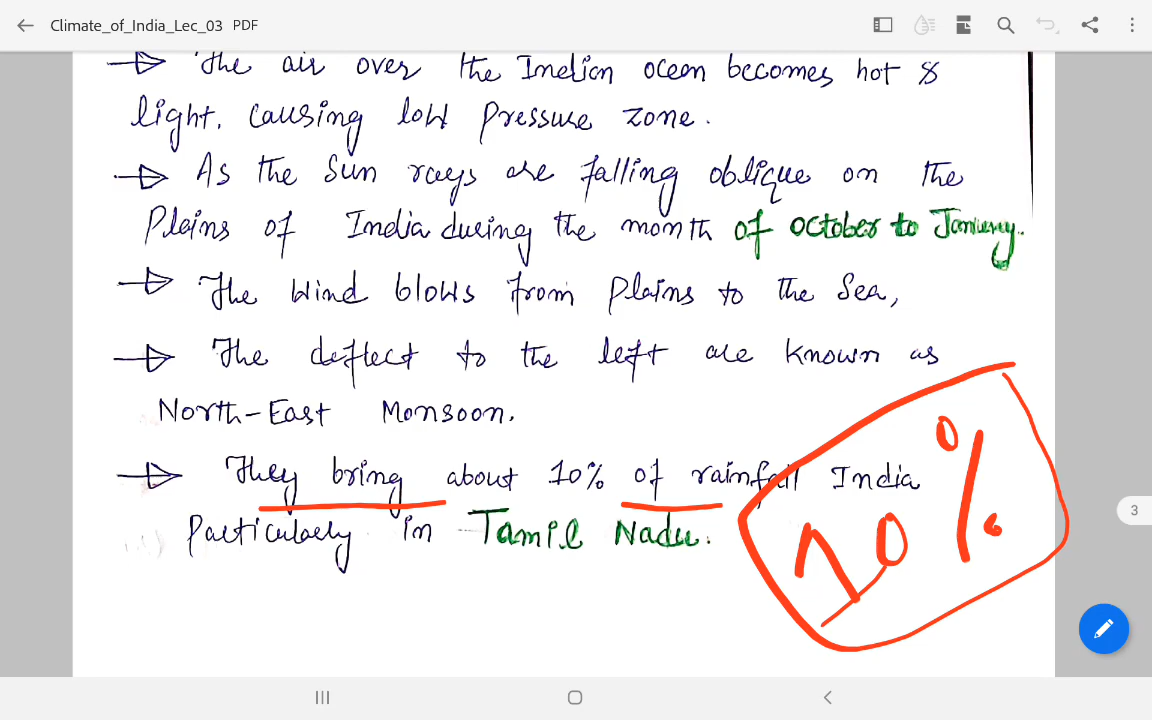 Climate_of_India_Lec_03 PDF
The air over the Indian ocean becomes hot &
light, causing low pressure zone.
As the Sun rays are falling oblique on the
Plains of India during the month of october to January.
The Wind blows from Plains to the Sea,
The deflect to the left are known as
North-East Monsoon.
They bring about 10% of rainfall India
Particularly in Tamil Nadu.
10%
3